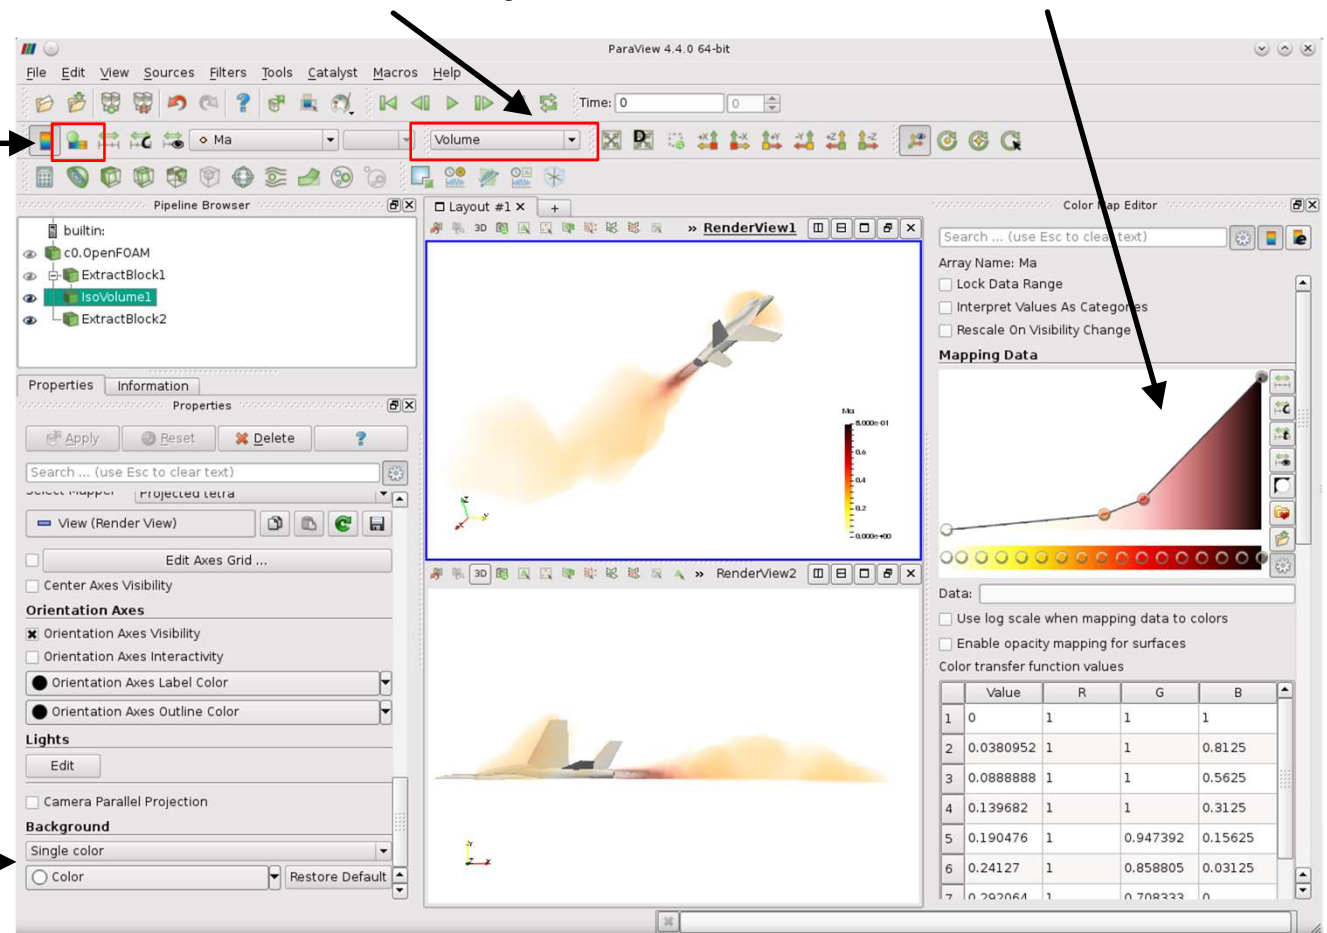 ParaView 4.4.0 64-bit
File Edit View Sources Filters Tools Catalyst Macros Help
Time: 0 0
Ma Volume
Pipeline Browser
builtin:
c0.OpenFOAM
ExtractBlock1
IsoVolume1
ExtractBlock2
Properties Information
Properties
Apply Reset Delete ?
Search ... (use Esc to clear text)
Select Mapper Projected tetra
View (Render View)
Edit Axes Grid ...
Center Axes Visibility
Orientation Axes
Orientation Axes Visibility
Orientation Axes Interactivity
Orientation Axes Label Color
Orientation Axes Outline Color
Lights
Edit
Camera Parallel Projection
Background
Single color
Color Restore Default
Layout #1 × +
3D » RenderView1
Ma
8.000e-01
0.6
0.4
0.2
0.000e+00
Z
Y
X
3D » RenderView2
Y
Z X
Color Map Editor
Search ... (use Esc to clear text)
Array Name: Ma
Lock Data Range
Interpret Values As Categories
Rescale On Visibility Change
Mapping Data
Data:
Use log scale when mapping data to colors
Enable opacity mapping for surfaces
Color transfer function values
Value R G B
1 0 1 1 1
2 0.0380952 1 1 0.8125
3 0.0888888 1 1 0.5625
4 0.139682 1 1 0.3125
5 0.190476 1 0.947392 0.15625
6 0.24127 1 0.858805 0.03125
7 0.292064 1 0.708333 0